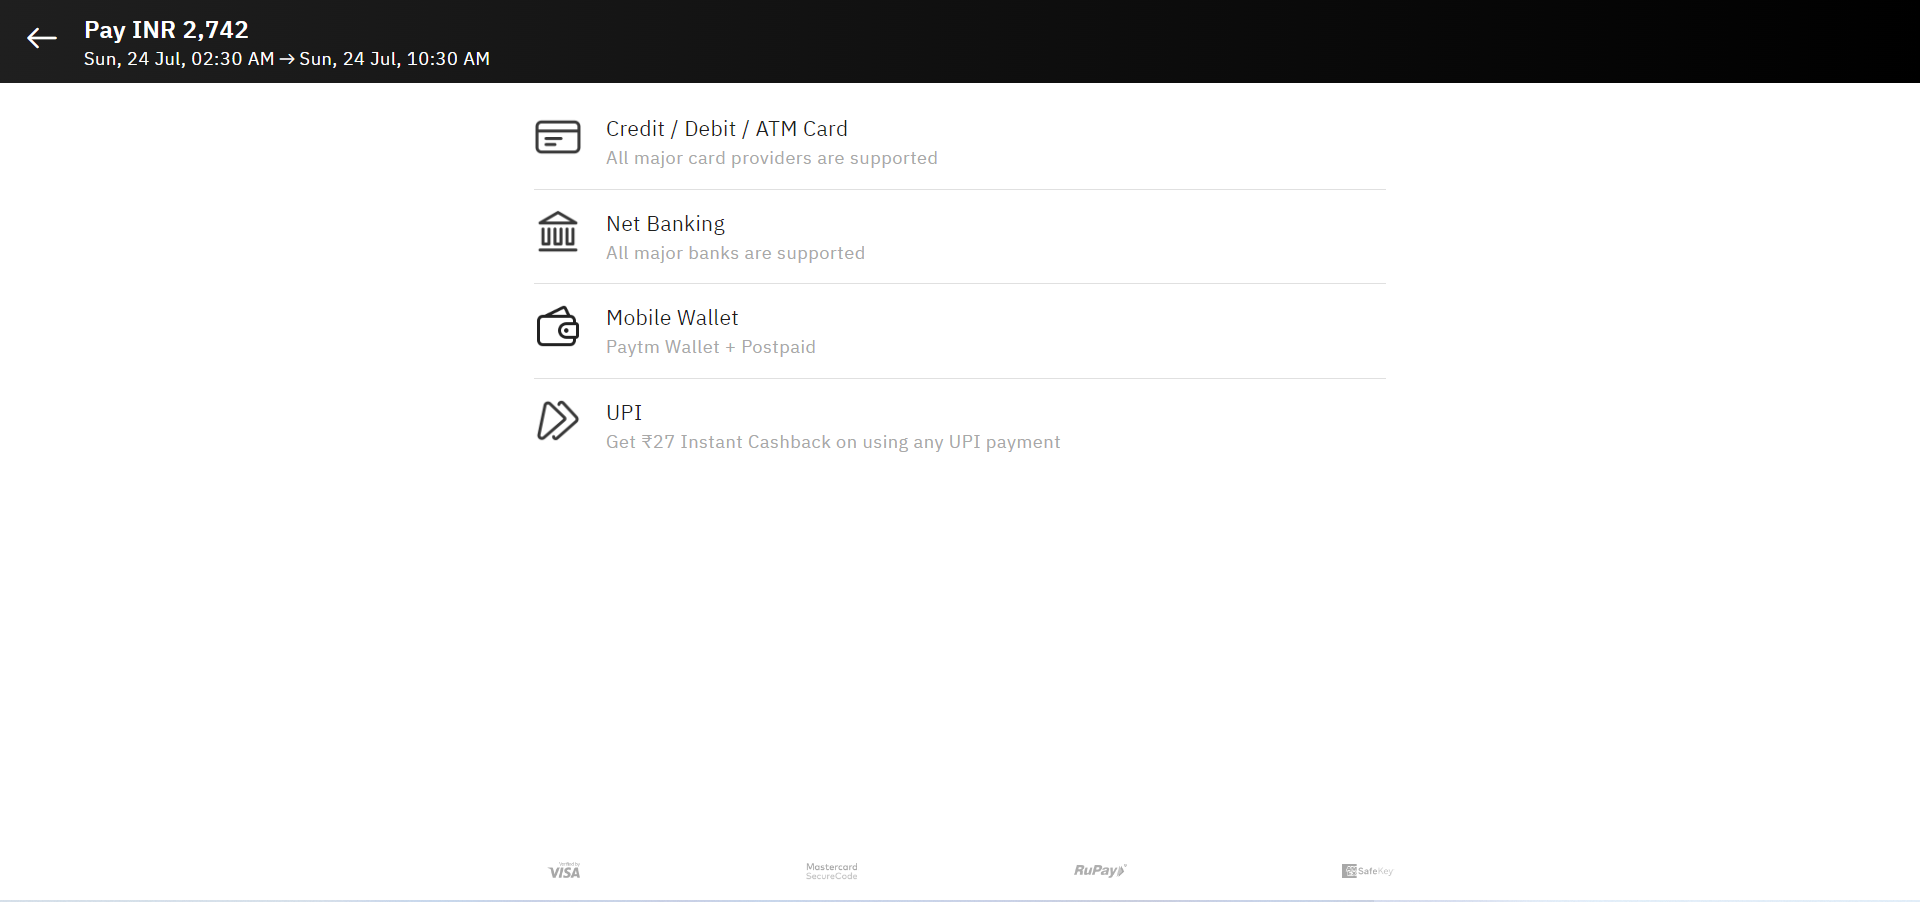 Pay INR 2,742
Sun, 24 Jul, 02:30 AM → Sun, 24 Jul, 10:30 AM
Credit / Debit / ATM Card
All major card providers are supported
Net Banking
All major banks are supported
Mobile Wallet
Paytm Wallet + Postpaid
UPI
Get ₹27 Instant Cashback on using any UPI payment
Verified by
VISA
Mastercard
SecureCode
RuPay
SafeKey